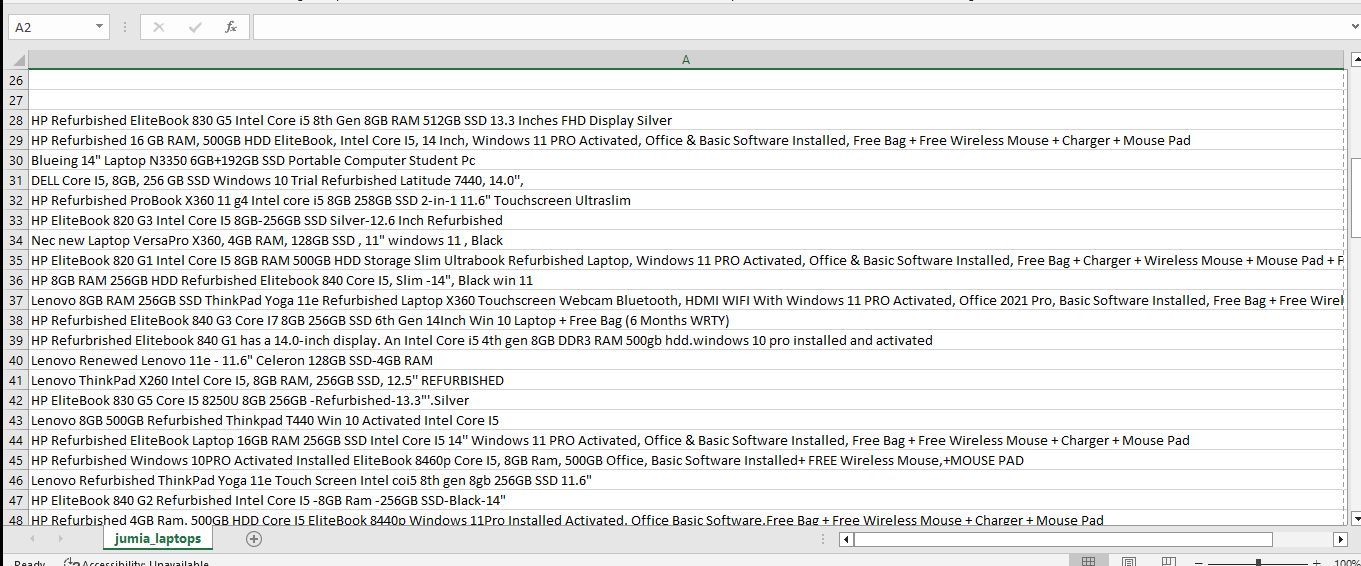 A2
fx
A
26
27
28 HP Refurbished EliteBook 830 G5 Intel Core i5 8th Gen 8GB RAM 512GB SSD 13.3 Inches FHD Display Silver
29 HP Refurbished 16 GB RAM, 500GB HDD EliteBook, Intel Core I5, 14 Inch, Windows 11 PRO Activated, Office & Basic Software Installed, Free Bag + Free Wireless Mouse + Charger + Mouse Pad
30 Blueing 14" Laptop N3350 6GB+192GB SSD Portable Computer Student Pc
31 DELL Core I5, 8GB, 256 GB SSD Windows 10 Trial Refurbished Latitude 7440, 14.0",
32 HP Refurbished ProBook X360 11 g4 Intel core i5 8GB 258GB SSD 2-in-1 11.6" Touchscreen Ultraslim
33 HP EliteBook 820 G3 Intel Core I5 8GB-256GB SSD Silver-12.6 Inch Refurbished
34 Nec new Laptop VersaPro X360, 4GB RAM, 128GB SSD , 11" windows 11 , Black
35 HP EliteBook 820 G1 Intel Core I5 8GB RAM 500GB HDD Storage Slim Ultrabook Refurbished Laptop, Windows 11 PRO Activated, Office & Basic Software Installed, Free Bag + Charger + Wireless Mouse + Mouse Pad + F
36 HP 8GB RAM 256GB HDD Refurbished Elitebook 840 Core I5, Slim -14", Black win 11
37 Lenovo 8GB RAM 256GB SSD ThinkPad Yoga 11e Refurbished Laptop X360 Touchscreen Webcam Bluetooth, HDMI WIFI With Windows 11 PRO Activated, Office 2021 Pro, Basic Software Installed, Free Bag + Free Wirel
38 HP Refurbished EliteBook 840 G3 Core I7 8GB 256GB SSD 6th Gen 14Inch Win 10 Laptop + Free Bag (6 Months WRTY)
39 HP Refurbrished Elitebook 840 G1 has a 14.0-inch display. An Intel Core i5 4th gen 8GB DDR3 RAM 500gb hdd.windows 10 pro installed and activated
40 Lenovo Renewed Lenovo 11e - 11.6" Celeron 128GB SSD-4GB RAM
41 Lenovo ThinkPad X260 Intel Core I5, 8GB RAM, 256GB SSD, 12.5" REFURBISHED
42 HP EliteBook 830 G5 Core I5 8250U 8GB 256GB -Refurbished-13.3"'.Silver
43 Lenovo 8GB 500GB Refurbished Thinkpad T440 Win 10 Activated Intel Core I5
44 HP Refurbished EliteBook Laptop 16GB RAM 256GB SSD Intel Core I5 14" Windows 11 PRO Activated, Office & Basic Software Installed, Free Bag + Free Wireless Mouse + Charger + Mouse Pad
45 HP Refurbished Windows 10PRO Activated Installed EliteBook 8460p Core I5, 8GB Ram, 500GB Office, Basic Software Installed+ FREE Wireless Mouse,+MOUSE PAD
46 Lenovo Refurbished ThinkPad Yoga 11e Touch Screen Intel coi5 8th gen 8gb 256GB SSD 11.6"
47 HP EliteBook 840 G2 Refurbished Intel Core I5 -8GB Ram -256GB SSD-Black-14"
48 HP Refurbished 4GB Ram, 500GB HDD Core I5 EliteBook 8440p Windows 11Pro Installed Activated, Office Basic Software,Free Bag + Free Wireless Mouse + Charger + Mouse Pad
jumia_laptops
Ready Accessibility: Unavailable 100%